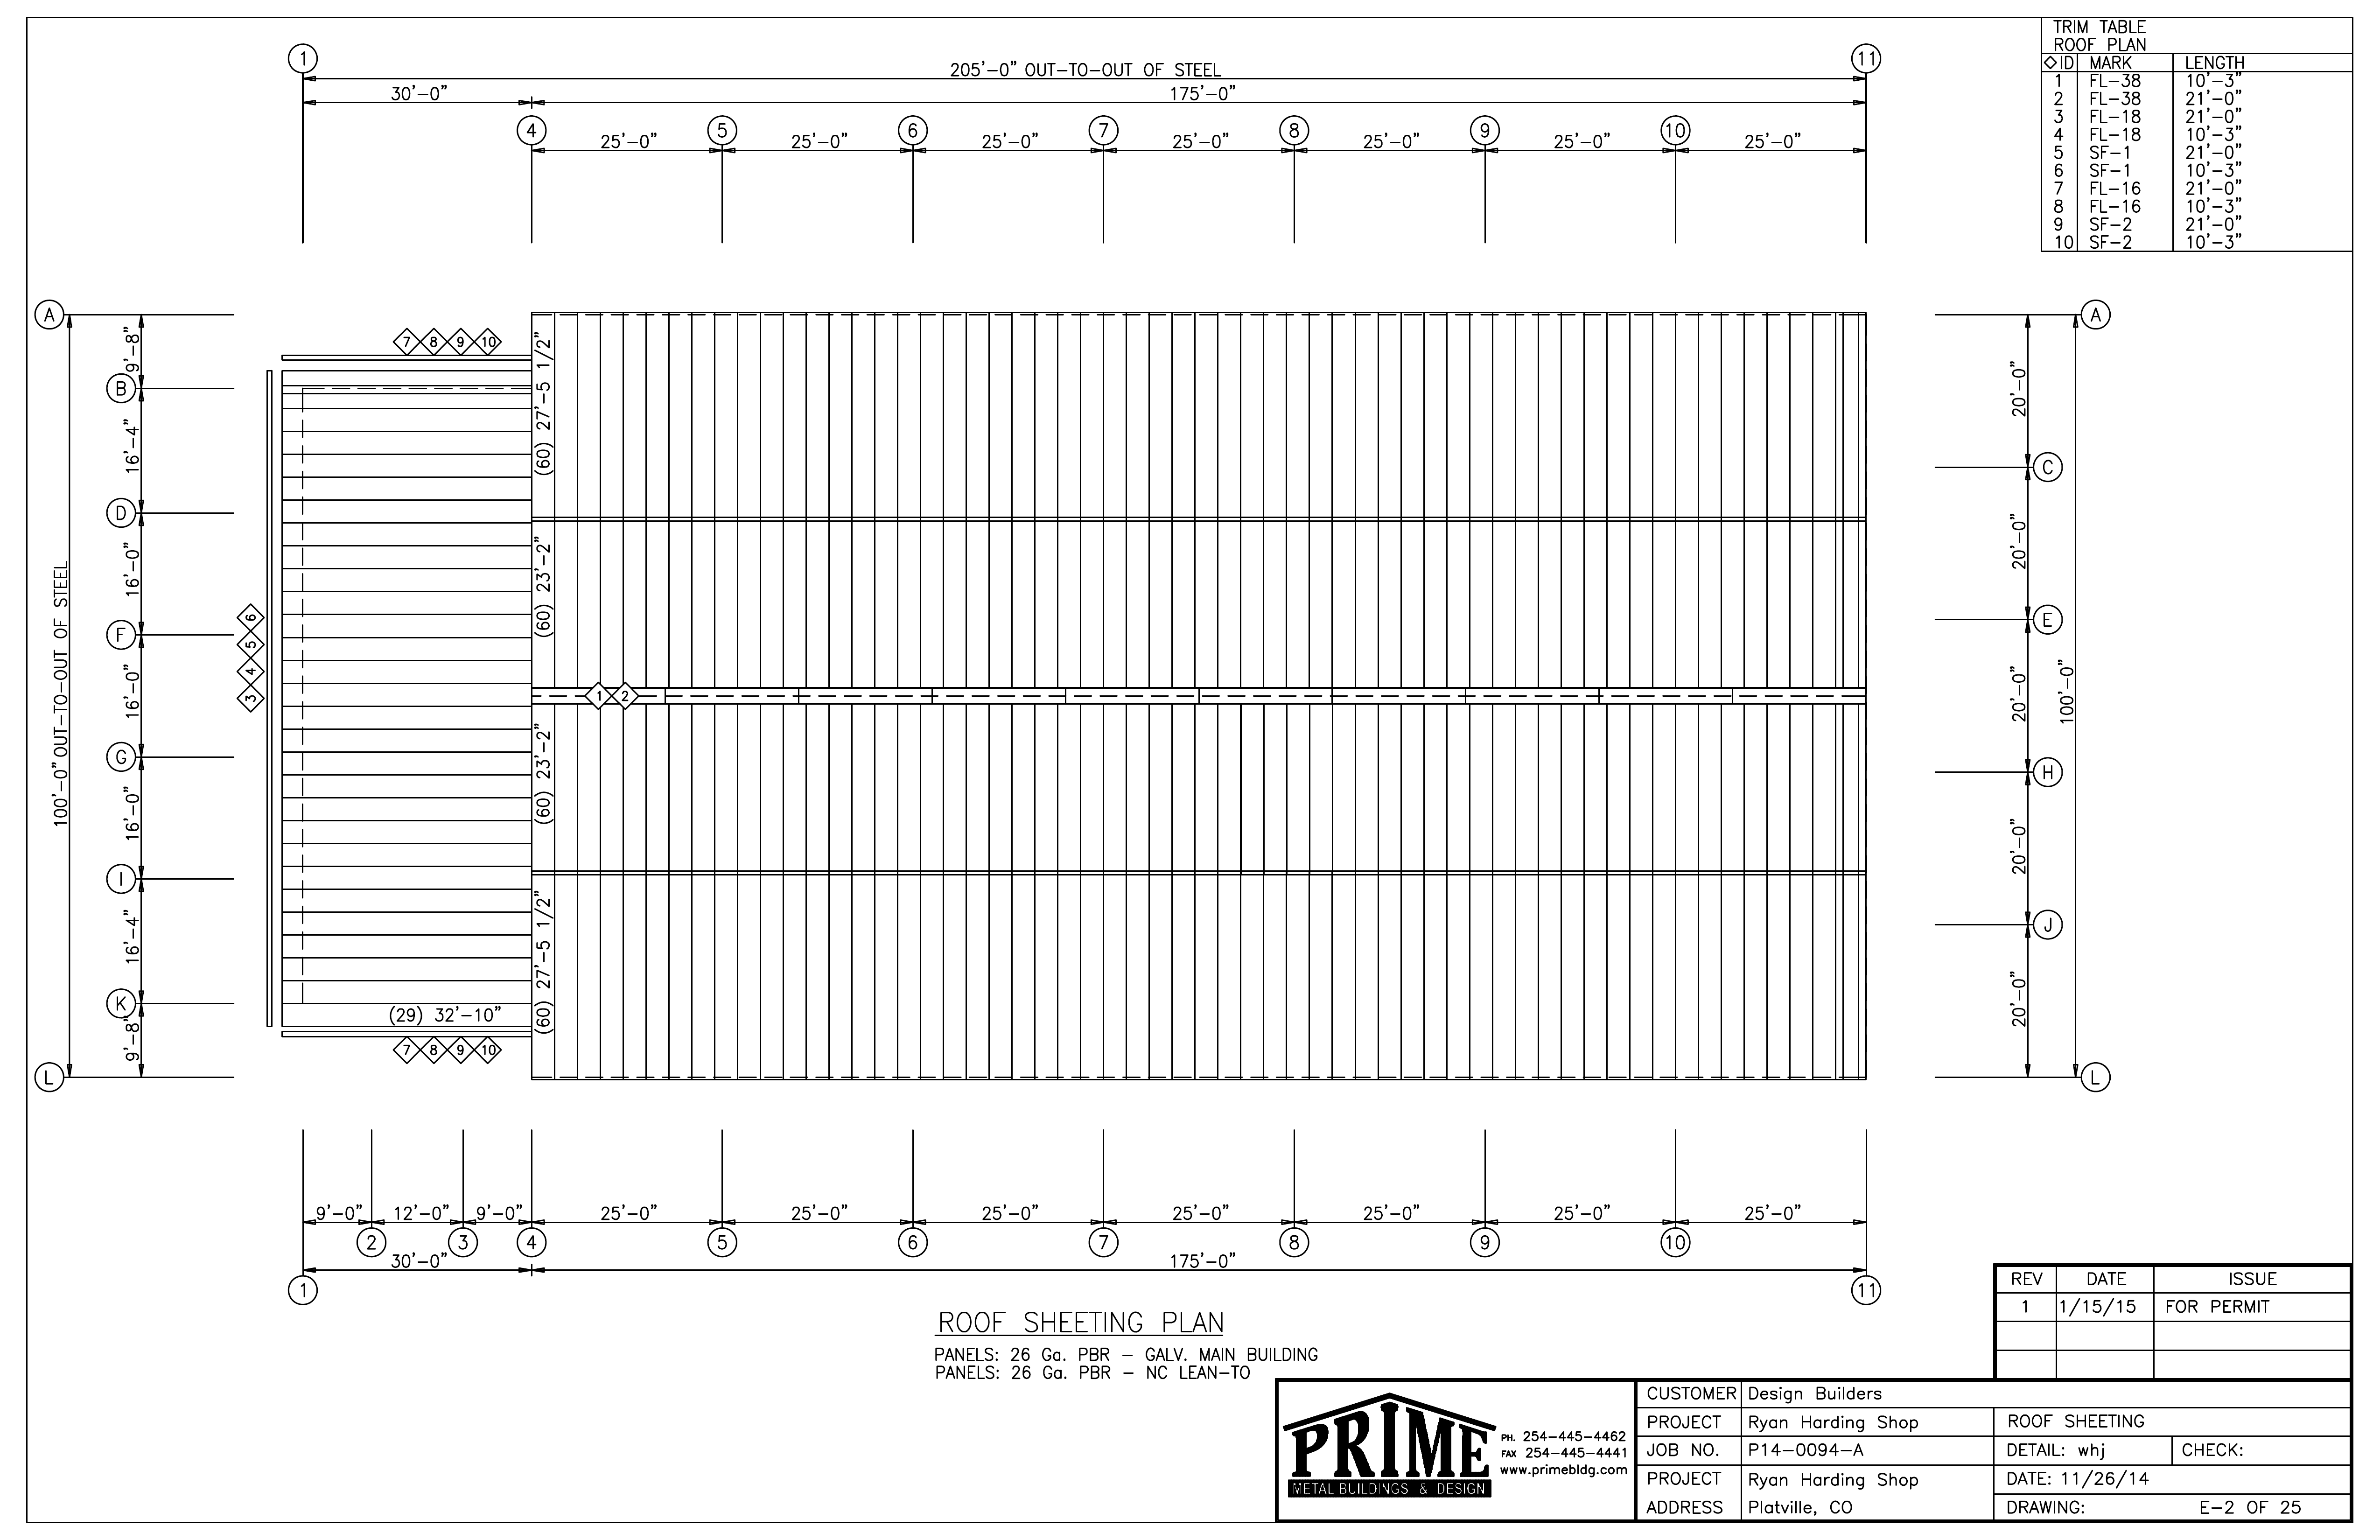 TRIM TABLE
ROOF PLAN
◇ID MARK LENGTH
1 FL-38 10'-3"
2 FL-38 21'-0"
3 FL-18 21'-0"
4 FL-18 10'-3"
5 SF-1 21'-0"
6 SF-1 10'-3"
7 FL-16 21'-0"
8 FL-16 10'-3"
9 SF-2 21'-0"
10 SF-2 10'-3"
1 11
205'-0" OUT-TO-OUT OF STEEL
30'-0" 175'-0"
4 5 6 7 8 9 10
25'-0" 25'-0" 25'-0" 25'-0" 25'-0" 25'-0" 25'-0"
A
B
D
F
G
I
K
L
9'-8"
16'-4"
16'-0"
16'-0"
16'-0"
16'-4"
9'-8"
100'-0" OUT-TO-OUT OF STEEL
7 8 9 10
3 4 5 6
(60) 27'-5 1/2"
(60) 23'-2"
1 2
(60) 23'-2"
(60) 27'-5 1/2"
(29) 32'-10"
7 8 9 10
A
C
E
H
J
L
20'-0"
20'-0"
20'-0"
20'-0"
20'-0"
100'-0"
9'-0" 12'-0" 9'-0" 25'-0" 25'-0" 25'-0" 25'-0" 25'-0" 25'-0" 25'-0"
2 3 4 5 6 7 8 9 10
30'-0" 175'-0"
1 11
ROOF SHEETING PLAN
PANELS: 26 Ga. PBR - GALV. MAIN BUILDING
PANELS: 26 Ga. PBR - NC LEAN-TO
REV DATE ISSUE
1 1/15/15 FOR PERMIT
PRIME
METAL BUILDINGS & DESIGN
PH. 254-445-4462
FAX 254-445-4441
www.primebldg.com
CUSTOMER Design Builders
PROJECT Ryan Harding Shop ROOF SHEETING
JOB NO. P14-0094-A DETAIL: whj CHECK:
PROJECT Ryan Harding Shop DATE: 11/26/14
ADDRESS Platville, CO DRAWING: E-2 OF 25